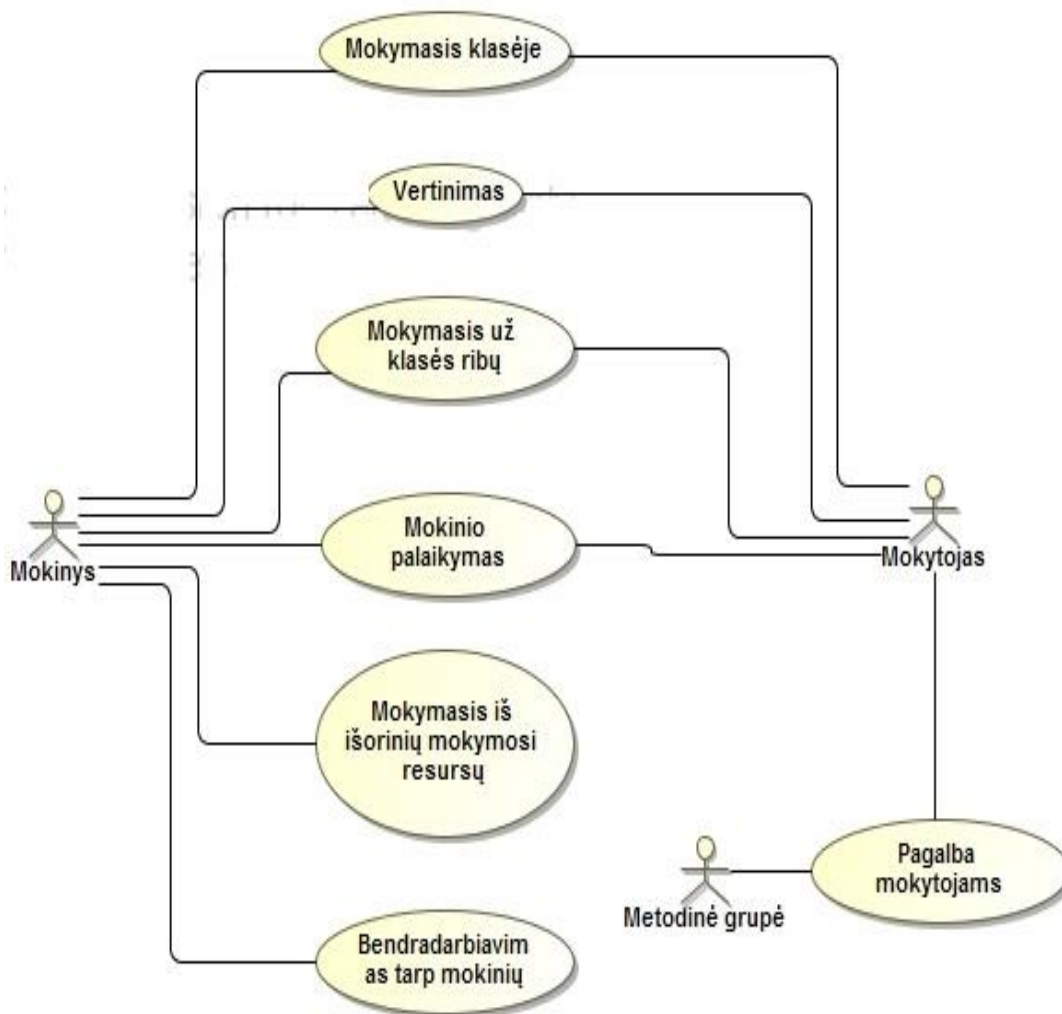 Mokymasis klasėje
Vertinimas
Mokymasis už
klasės ribų
Mokinys
Mokinio
palaikymas
Mokytojas
Mokymasis iš
išorinių mokymosi
resursų
Pagalba
mokytojams
Metodinė grupė
Bendradarbiavim
as tarp mokinių